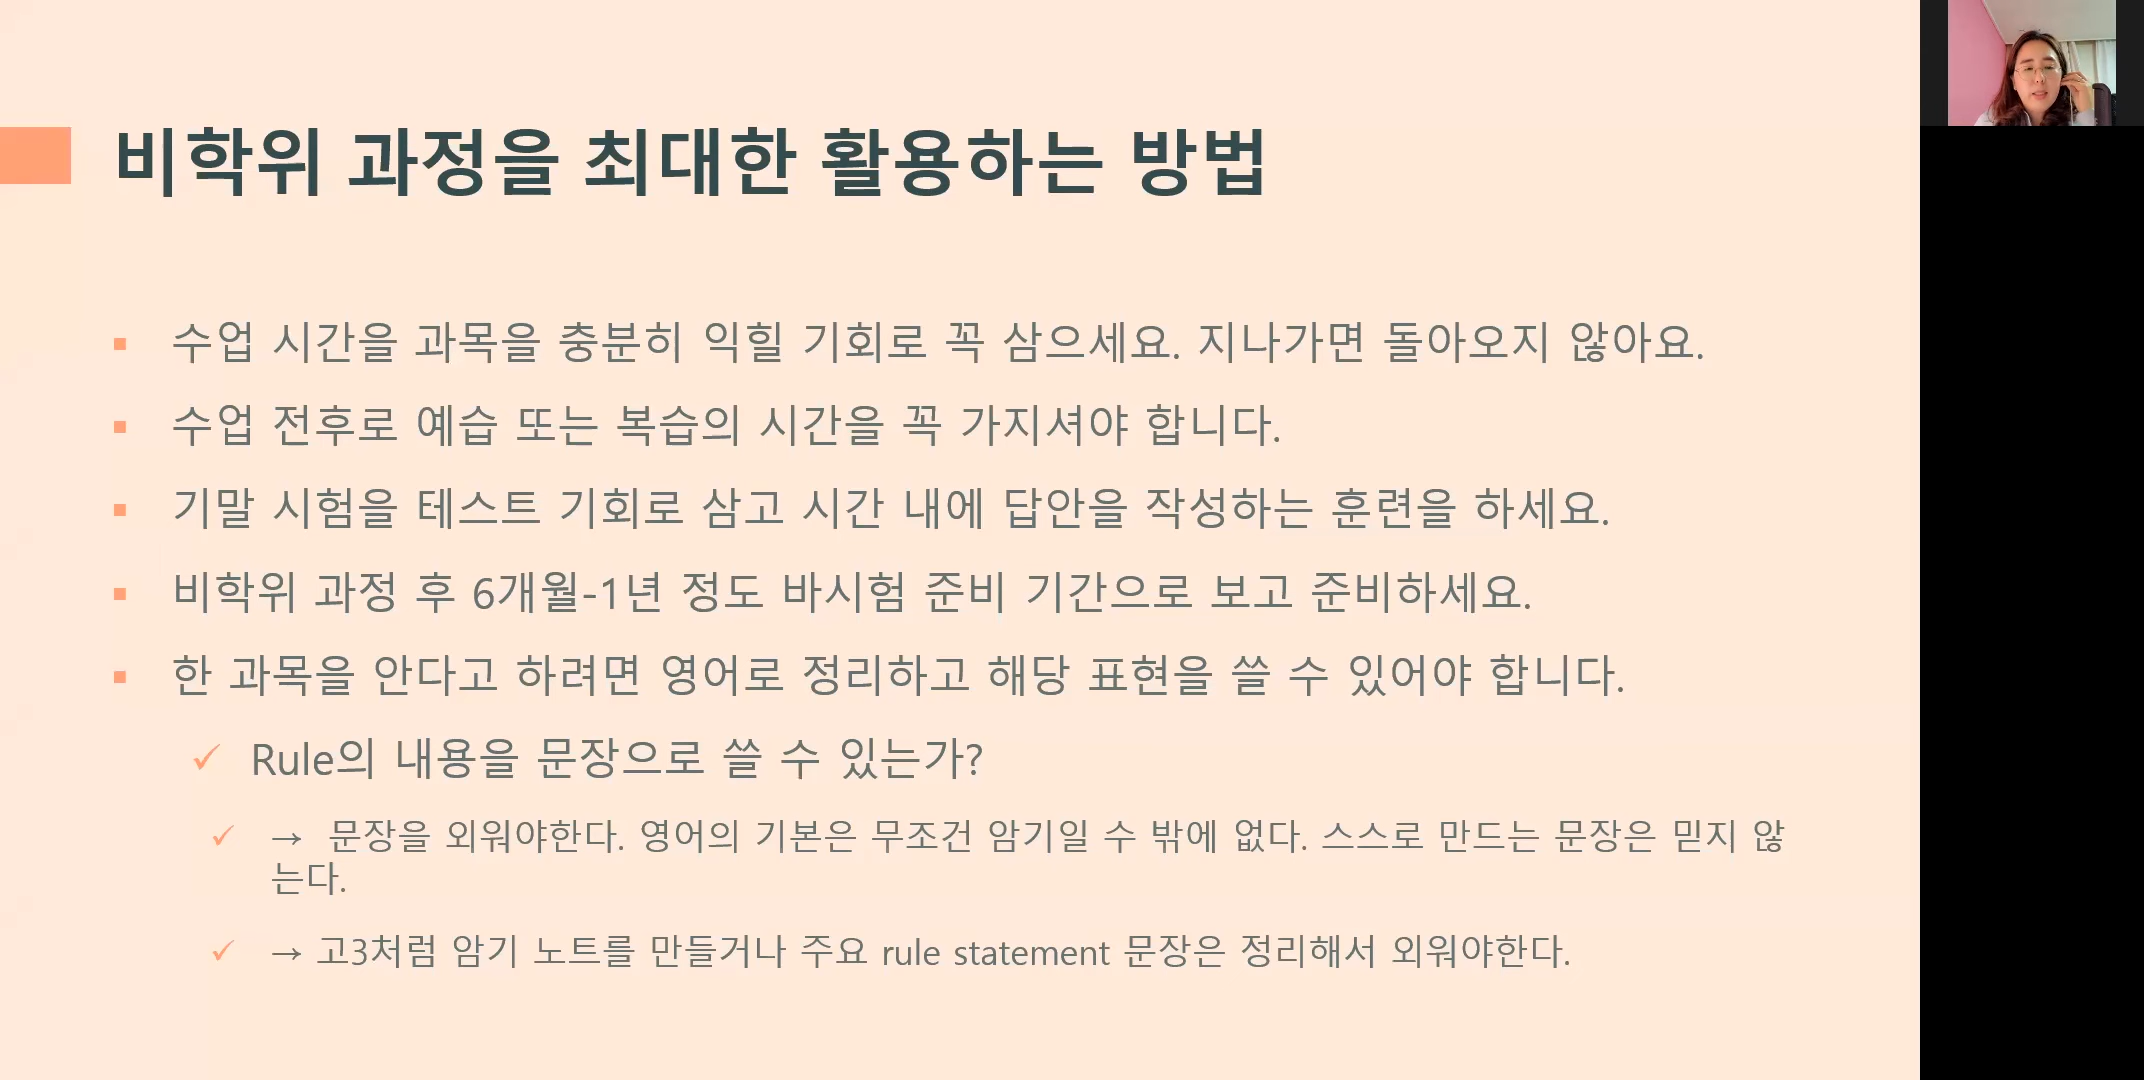 비학위 과정을 최대한 활용하는 방법
수업 시간을 과목을 충분히 익힐 기회로 꼭 삼으세요. 지나가면 돌아오지 않아요.
수업 전후로 예습 또는 복습의 시간을 꼭 가지셔야 합니다.
기말 시험을 테스트 기회로 삼고 시간 내에 답안을 작성하는 훈련을 하세요.
비학위 과정 후 6개월-1년 정도 바시험 준비 기간으로 보고 준비하세요.
한 과목을 안다고 하려면 영어로 정리하고 해당 표현을 쓸 수 있어야 합니다.
✓ Rule의 내용을 문장으로 쓸 수 있는가?
✓ → 문장을 외워야한다. 영어의 기본은 무조건 암기일 수 밖에 없다. 스스로 만드는 문장은 믿지 않
는다.
✓ → 고3처럼 암기 노트를 만들거나 주요 rule statement 문장은 정리해서 외워야한다.